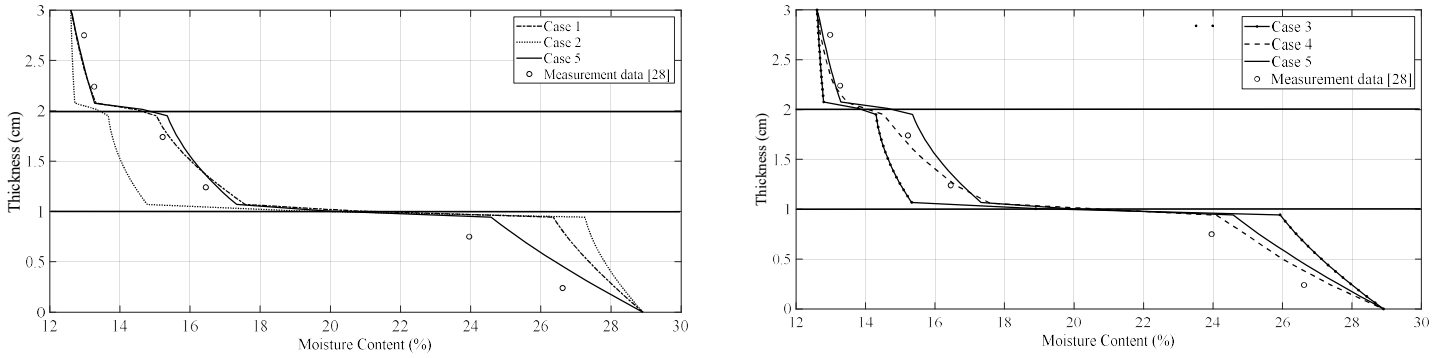 3
2.5
2
1.5
1
0.5
0
Thickness (cm)
12 14 16 18 20 22 24 26 28 30
Moisture Content (%)
Case 1
Case 2
Case 5
Measurement data [28]
3
2.5
2
1.5
1
0.5
0
Thickness (cm)
12 14 16 18 20 22 24 26 28 30
Moisture Content (%)
Case 3
Case 4
Case 5
Measurement data [28]